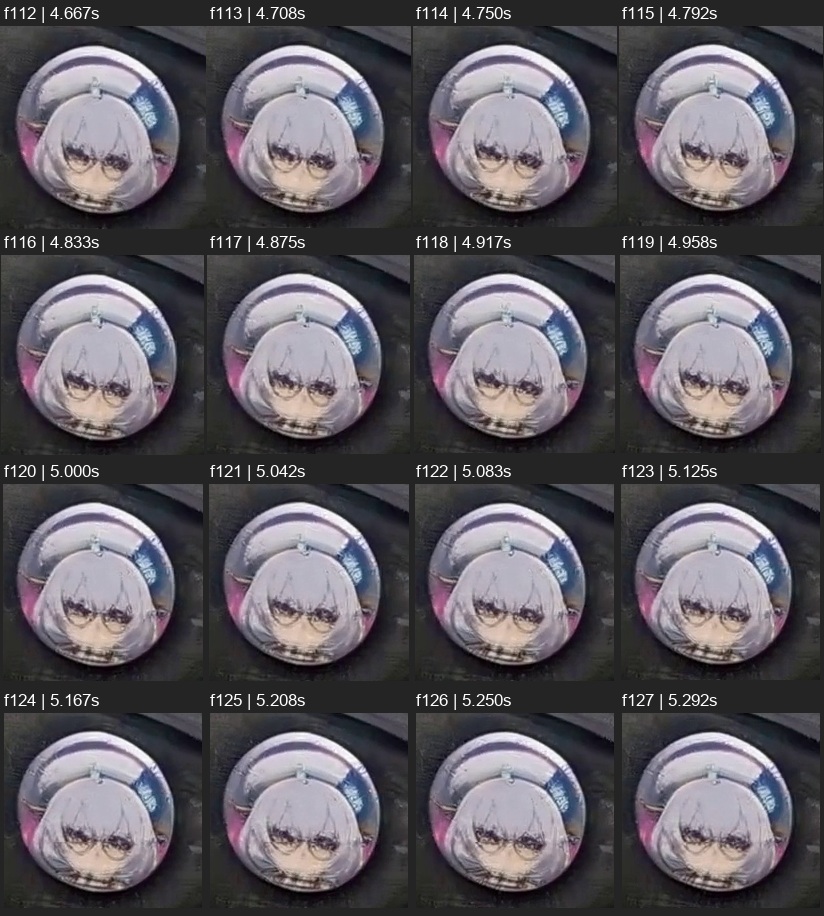 f112 | 4.667s
f113 | 4.708s
f114 | 4.750s
f115 | 4.792s
f116 | 4.833s
f117 | 4.875s
f118 | 4.917s
f119 | 4.958s
f120 | 5.000s
f121 | 5.042s
f122 | 5.083s
f123 | 5.125s
f124 | 5.167s
f125 | 5.208s
f126 | 5.250s
f127 | 5.292s